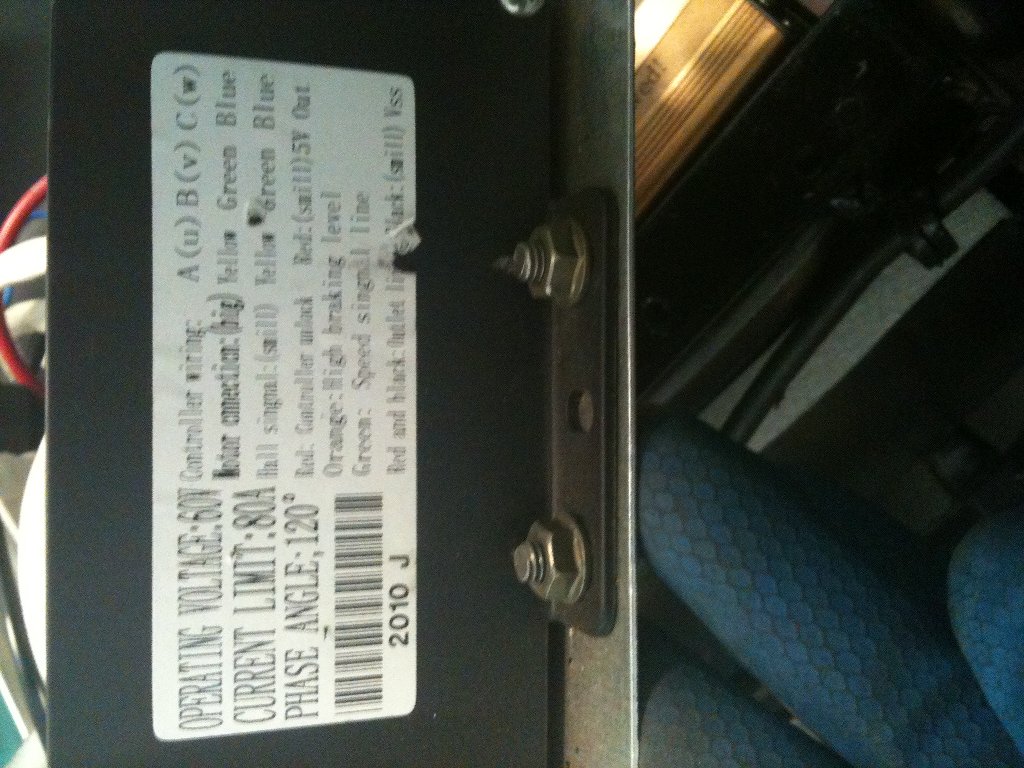 OPERATING VOLTAGE:60V
CURRENT LIMIT:80A
PHASE ANGLE;120°
2010 J
Controller wiring: A(u) B(v) C(w)
Motor connection:(big) Yellow Green Blue
Hall singnal:(smill) Yellow Green Blue
Red: Controller unlock Red:(smill)5V Out
Orange:High braking level
Green: Speed singnal line
Red and black:Outlet Black:(smill) Vss